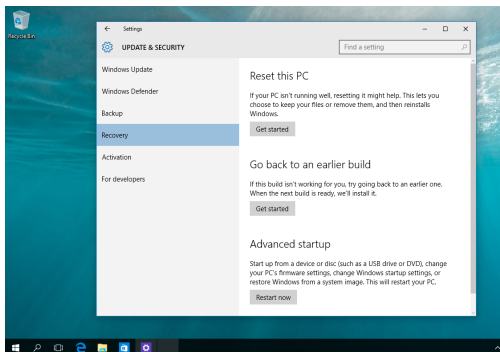 Recycle Bin
Settings
UPDATE & SECURITY
Find a setting
Windows Update
Windows Defender
Backup
Recovery
Activation
For developers
Reset this PC
If your PC isn't running well, resetting it might help. This lets you
choose to keep your files or remove them, and then reinstalls
Windows.
Get started
Go back to an earlier build
If this build isn't working for you, try going back to an earlier one.
When the next build is ready, we'll install it.
Get started
Advanced startup
Start up from a device or disc (such as a USB drive or DVD), change
your PC's firmware settings, change Windows startup settings, or
restore Windows from a system image. This will restart your PC.
Restart now